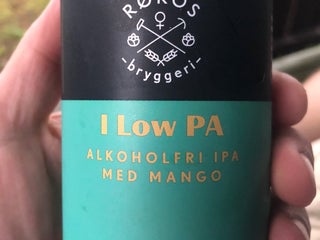 RØROS
-bryggeri-
I Low PA
ALKOHOLFRI IPA
MED MANGO